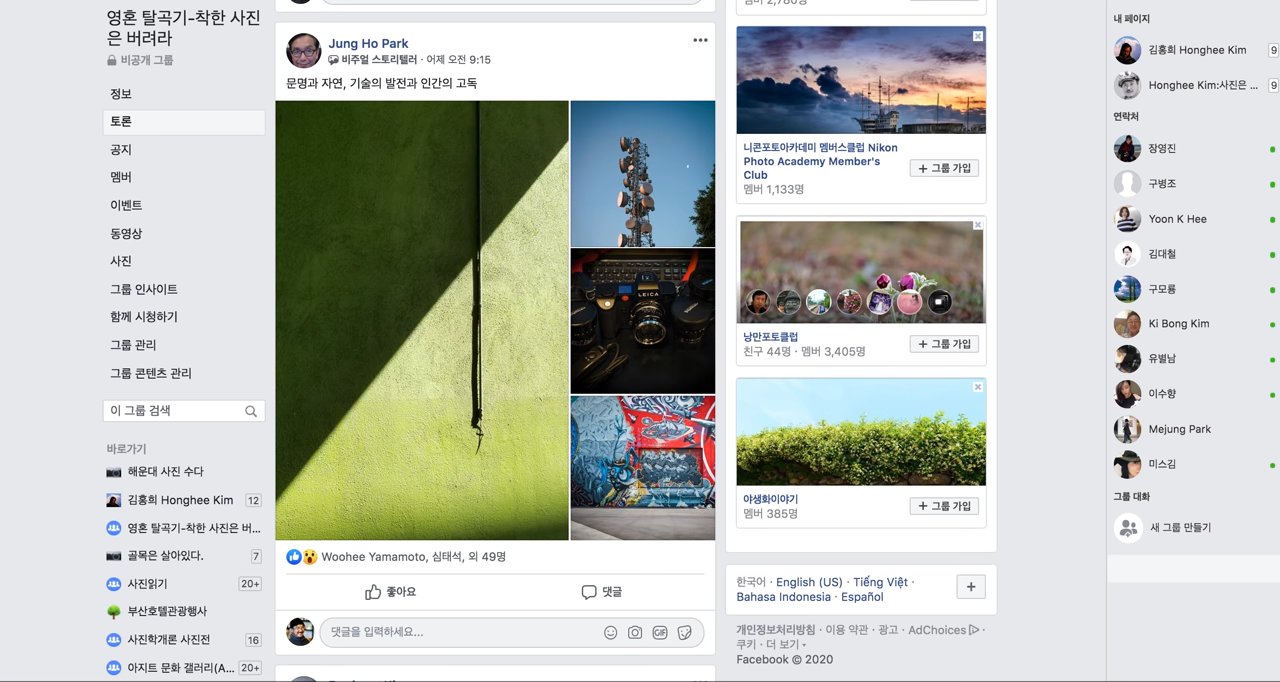 영혼 탈곡기-착한 사진
은 버려라
비공개 그룹
정보
토론
공지
멤버
이벤트
동영상
사진
그룹 인사이트
함께 시청하기
그룹 관리
그룹 콘텐츠 관리
이 그룹 검색
바로가기
해운대 사진 수다
김홍희 Honghee Kim 12
영혼 탈곡기-착한 사진은 버...
골목은 살아있다. 7
사진읽기 20+
부산호텔관광행사
사진학개론 사진전 16
아지트 문화 갤러리(A... 20+
Jung Ho Park
비주얼 스토리텔러 · 어제 오전 9:15
문명과 자연, 기술의 발전과 인간의 고독
LEICA
Woohee Yamamoto, 심태석, 외 49명
좋아요 댓글
댓글을 입력하세요... GIF
니콘포토아카데미 멤버스클럽 Nikon
Photo Academy Member's
Club
멤버 1,133명
+ 그룹 가입
낭만포토클럽
친구 44명 · 멤버 3,405명
+ 그룹 가입
야생화이야기
멤버 385명
+ 그룹 가입
한국어 · English (US) · Tiếng Việt ·
Bahasa Indonesia · Español
개인정보처리방침 · 이용 약관 · 광고 · AdChoices ·
쿠키 · 더 보기
Facebook © 2020
내 페이지
김홍희 Honghee Kim 9
Honghee Kim:사진은 ... 9
연락처
장영진
구병조
Yoon K Hee
김대철
구모룡
Ki Bong Kim
유별남
이수향
Mejung Park
미스김
그룹 대화
새 그룹 만들기